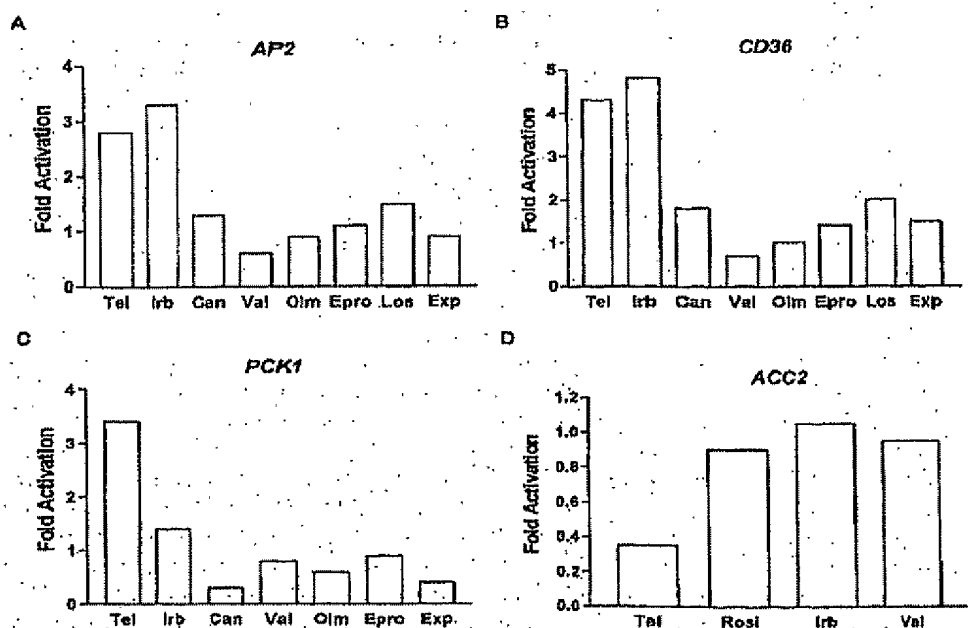 A
AP2
Fold Activation
4
3
2
1
0
Tel Irb Can Val Olm Epro Los Exp
B
CD36
Fold Activation
5
4
3
2
1
0
Tel Irb Can Val Olm Epro Los Exp
C
PCK1
Fold Activation
4
3
2
1
0
Tel Irb Can Val Olm Epro Exp.
D
ACC2
Fold Activation
1.2
1.0
0.8
0.6
0.4
0.2
0.0
Tel Rosi Irb Val